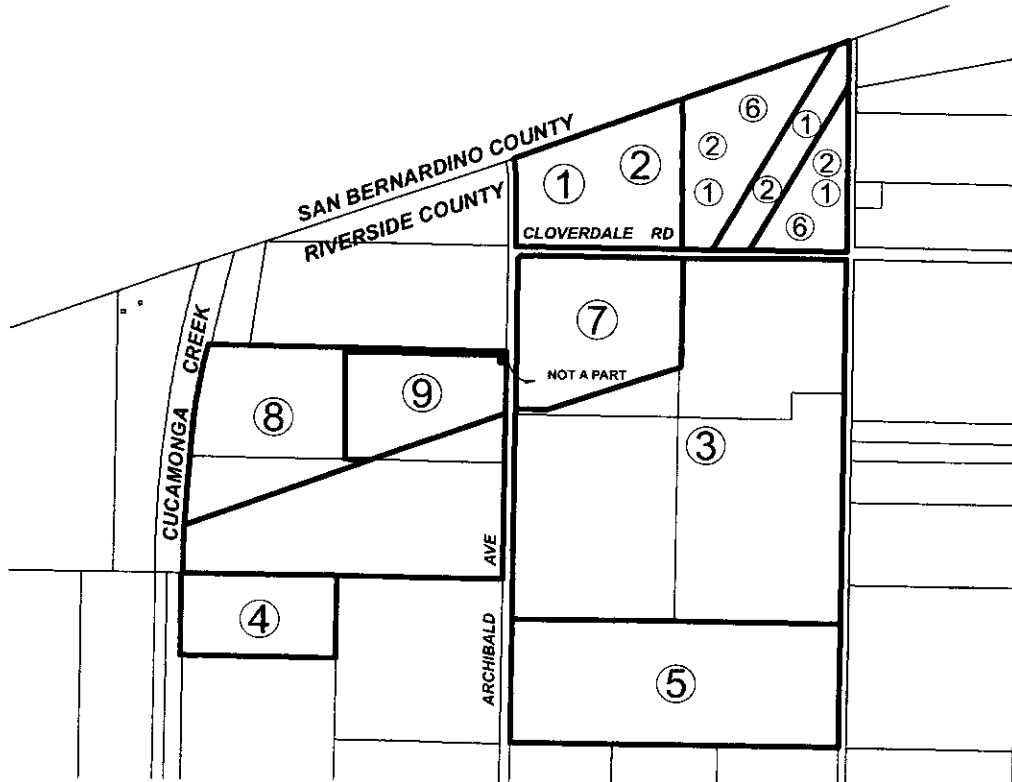 SAN BERNARDINO COUNTY
RIVERSIDE COUNTY
6
1
2
1
2
2
1
2
1
6
CLOVERDALE RD
7
NOT A PART
CUCAMONGA CREEK
8
9
3
ARCHIBALD AVE
4
5